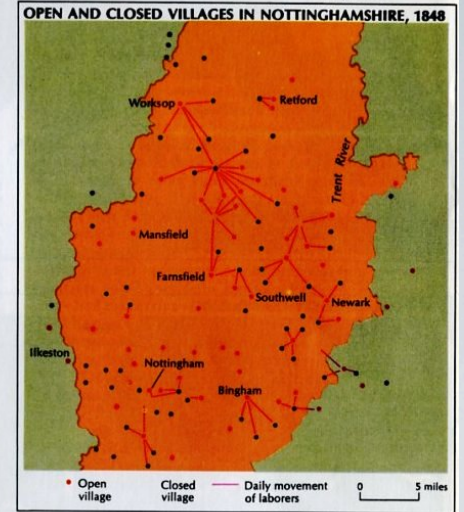 OPEN AND CLOSED VILLAGES IN NOTTINGHAMSHIRE, 1848
Worksop
Retford
Trent River
Mansfield
Farnsfield
Southwell
Newark
Ilkeston
Nottingham
Bingham
Open village
Closed village
Daily movement of laborers
0 5 miles